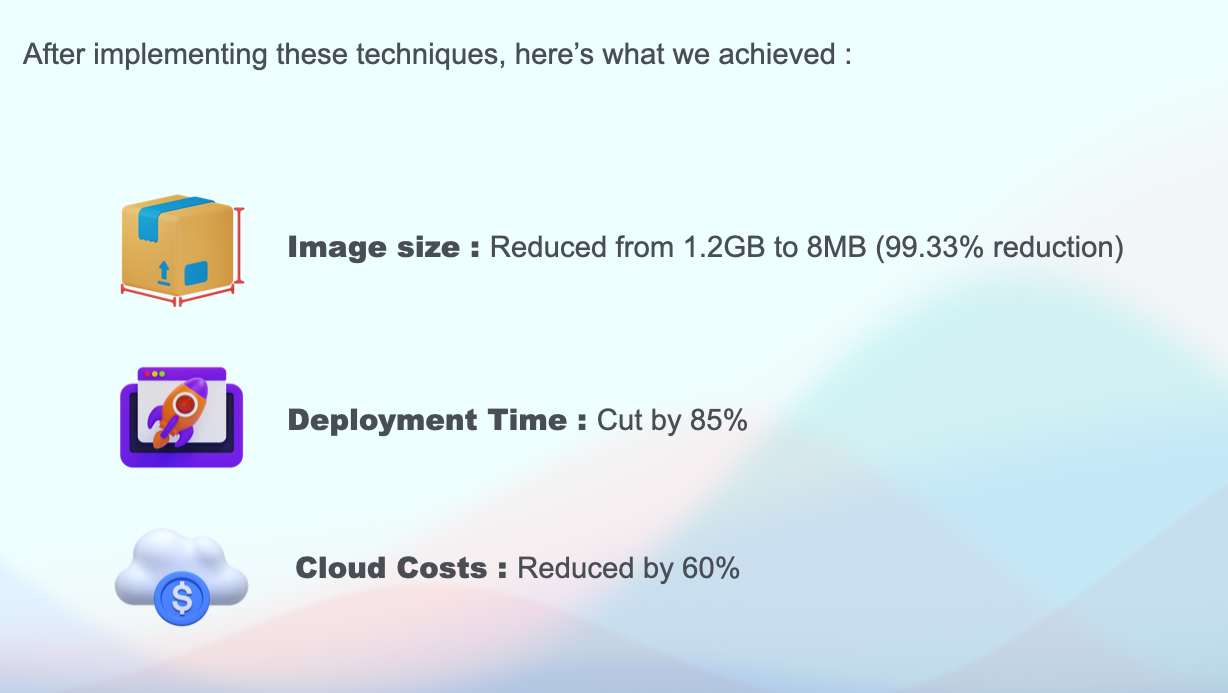 After implementing these techniques, here’s what we achieved :
Image size : Reduced from 1.2GB to 8MB (99.33% reduction)
Deployment Time : Cut by 85%
Cloud Costs : Reduced by 60%
$